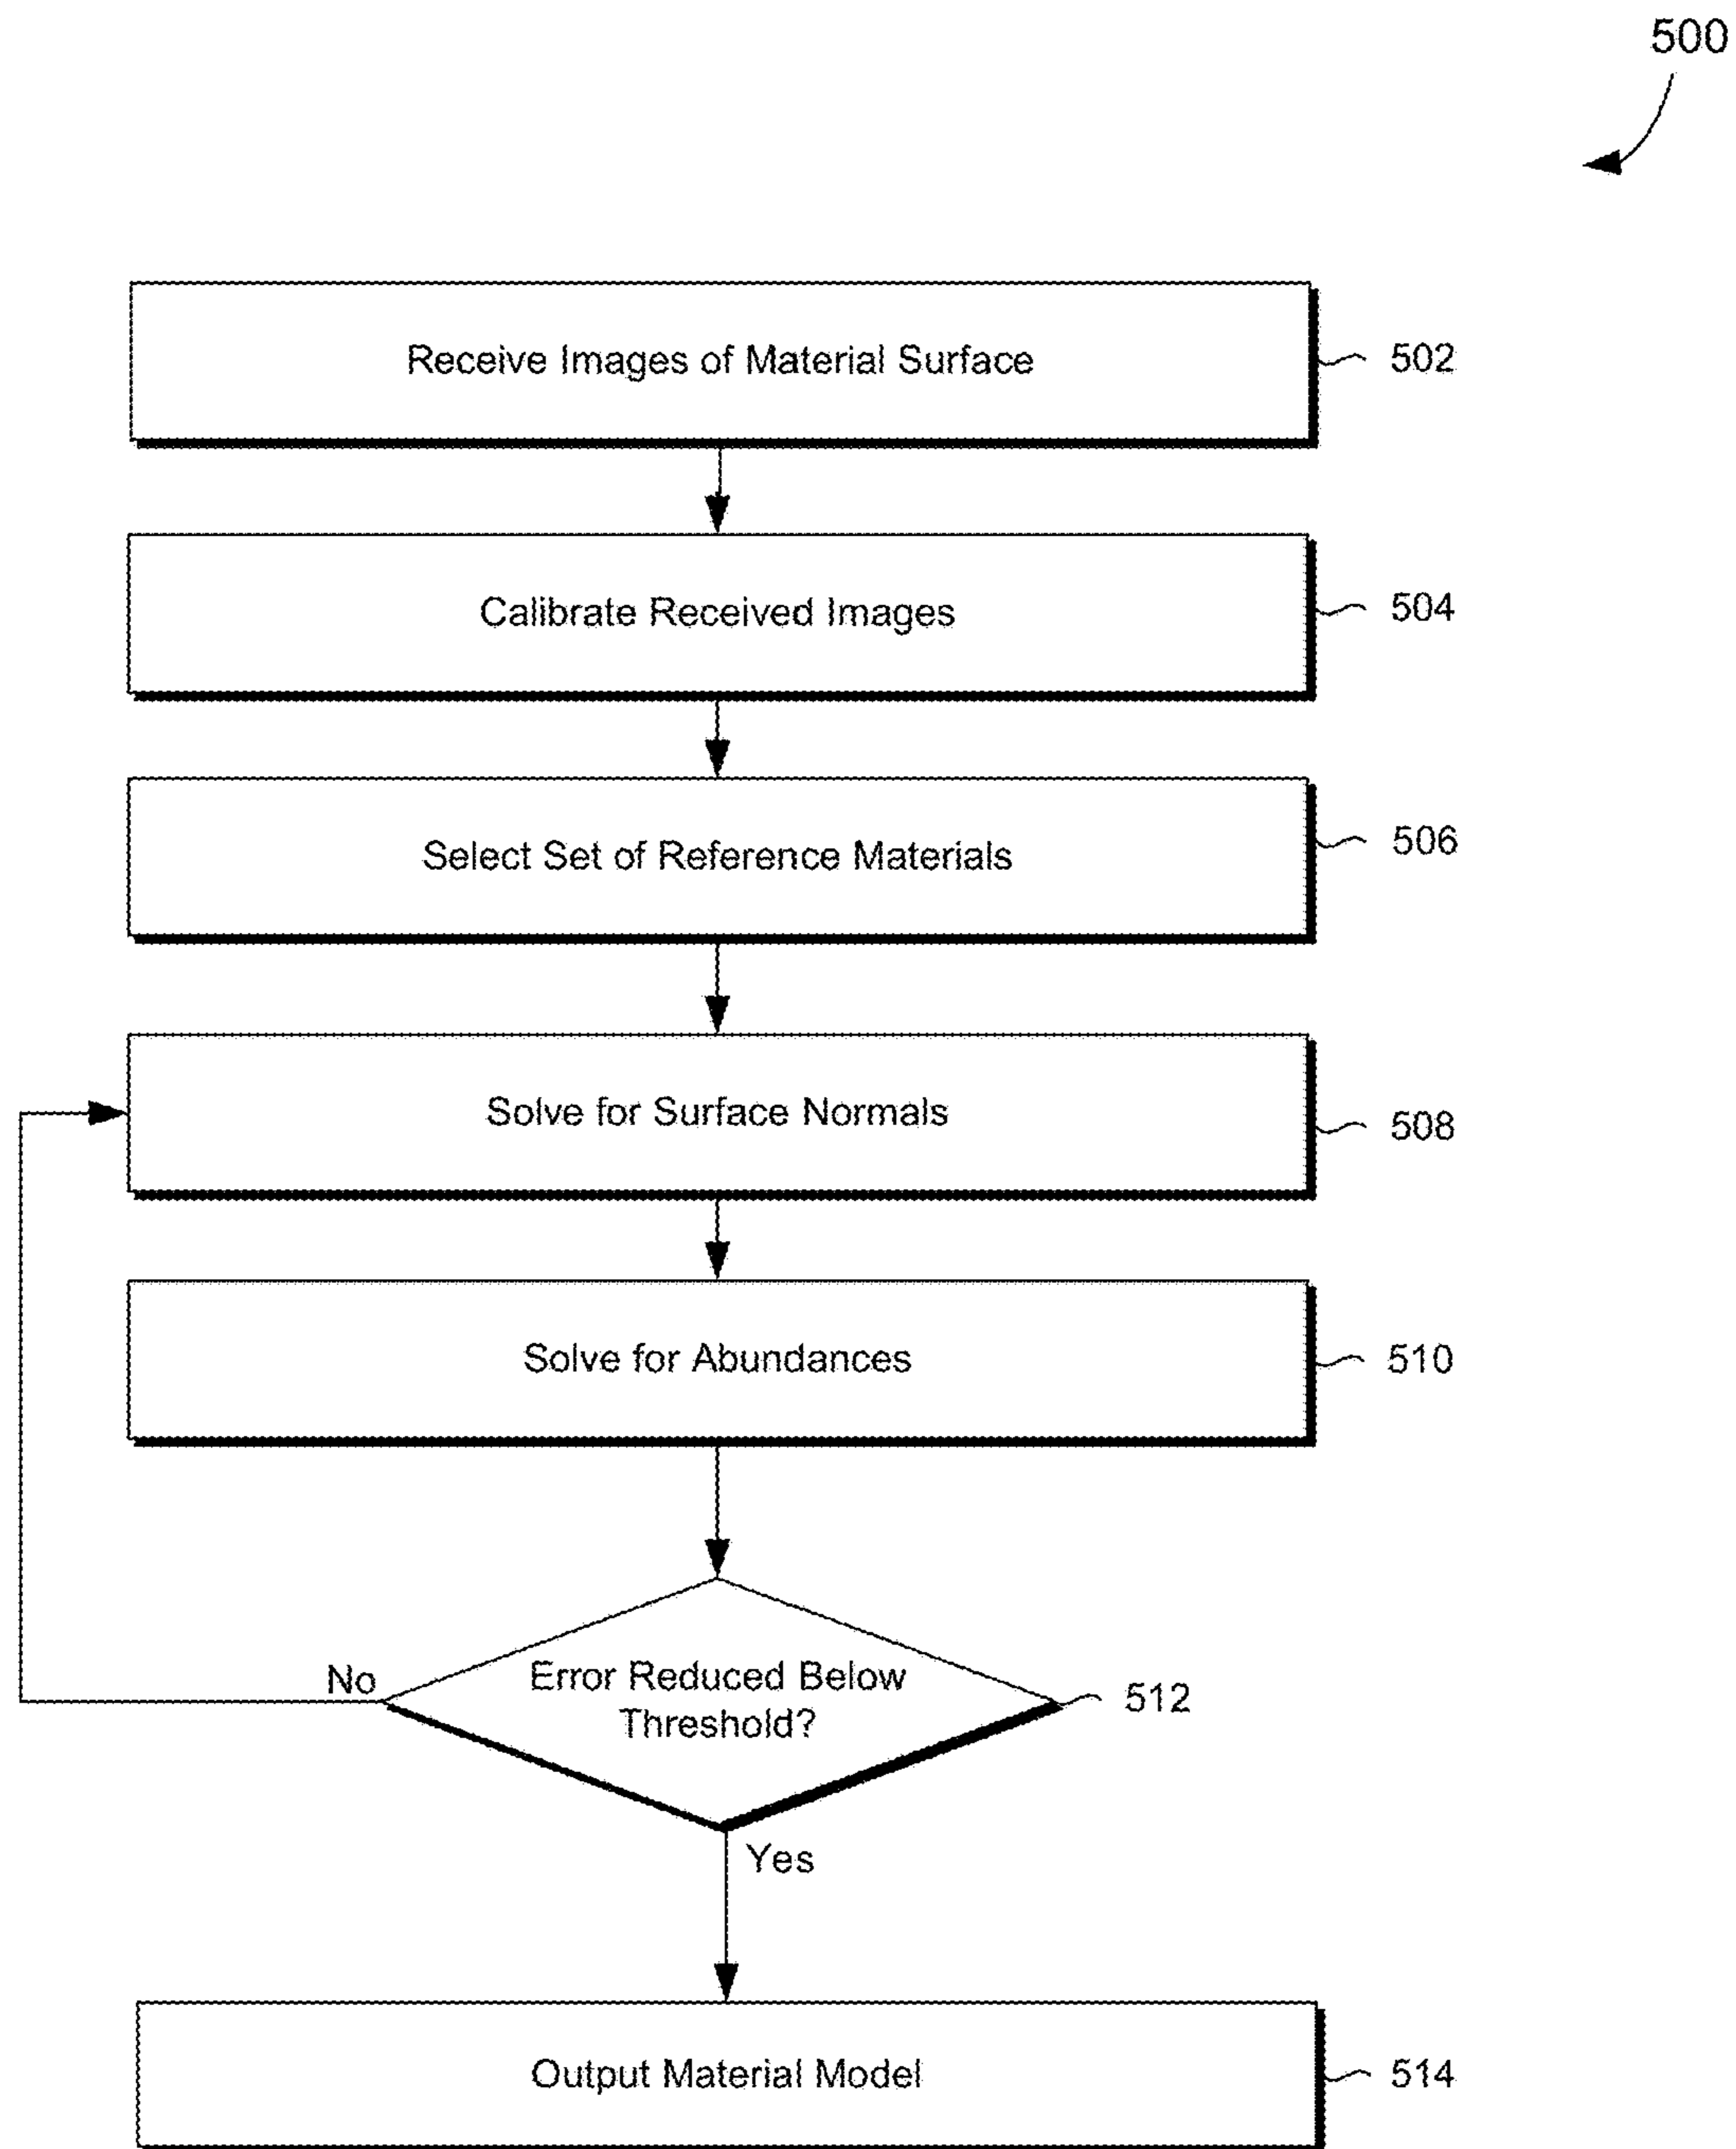 500
Receive Images of Material Surface
502
Calibrate Received Images
504
Select Set of Reference Materials
506
Solve for Surface Normals
508
Solve for Abundances
510
No
Error Reduced Below
Threshold?
512
Yes
Output Material Model
514